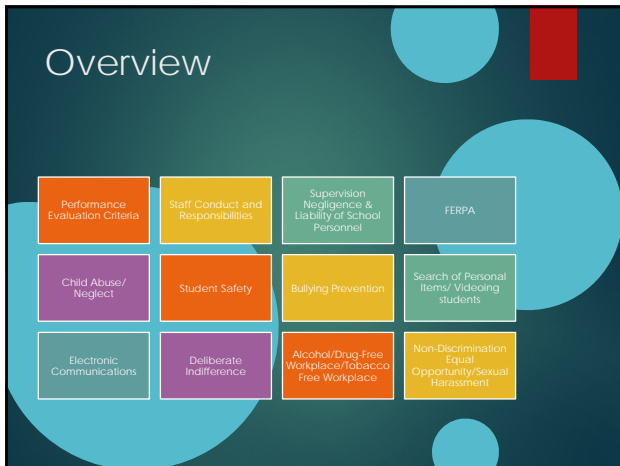 Overview
Performance
Evaluation Criteria
Staff Conduct and
Responsibilities
Supervision
Negligence &
Liability of School
Personnel
FERPA
Child Abuse/
Neglect
Student Safety
Bullying Prevention
Search of Personal
Items/ Videoing
students
Electronic
Communications
Deliberate
Indifference
Alcohol/Drug-Free
Workplace/Tobacco
Free Workplace
Non-Discrimination
Equal
Opportunity/Sexual
Harassment